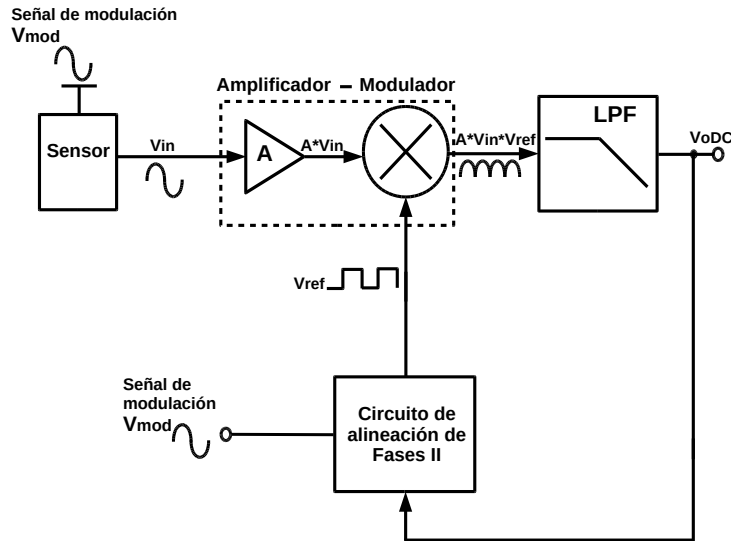 Señal de modulación
Vmod
Amplificador – Modulador
LPF
Sensor
Vin
A
A*Vin
A*Vin*Vref
VoDC
Vref
Señal de
modulación
Vmod
Circuito de
alineación de
Fases II